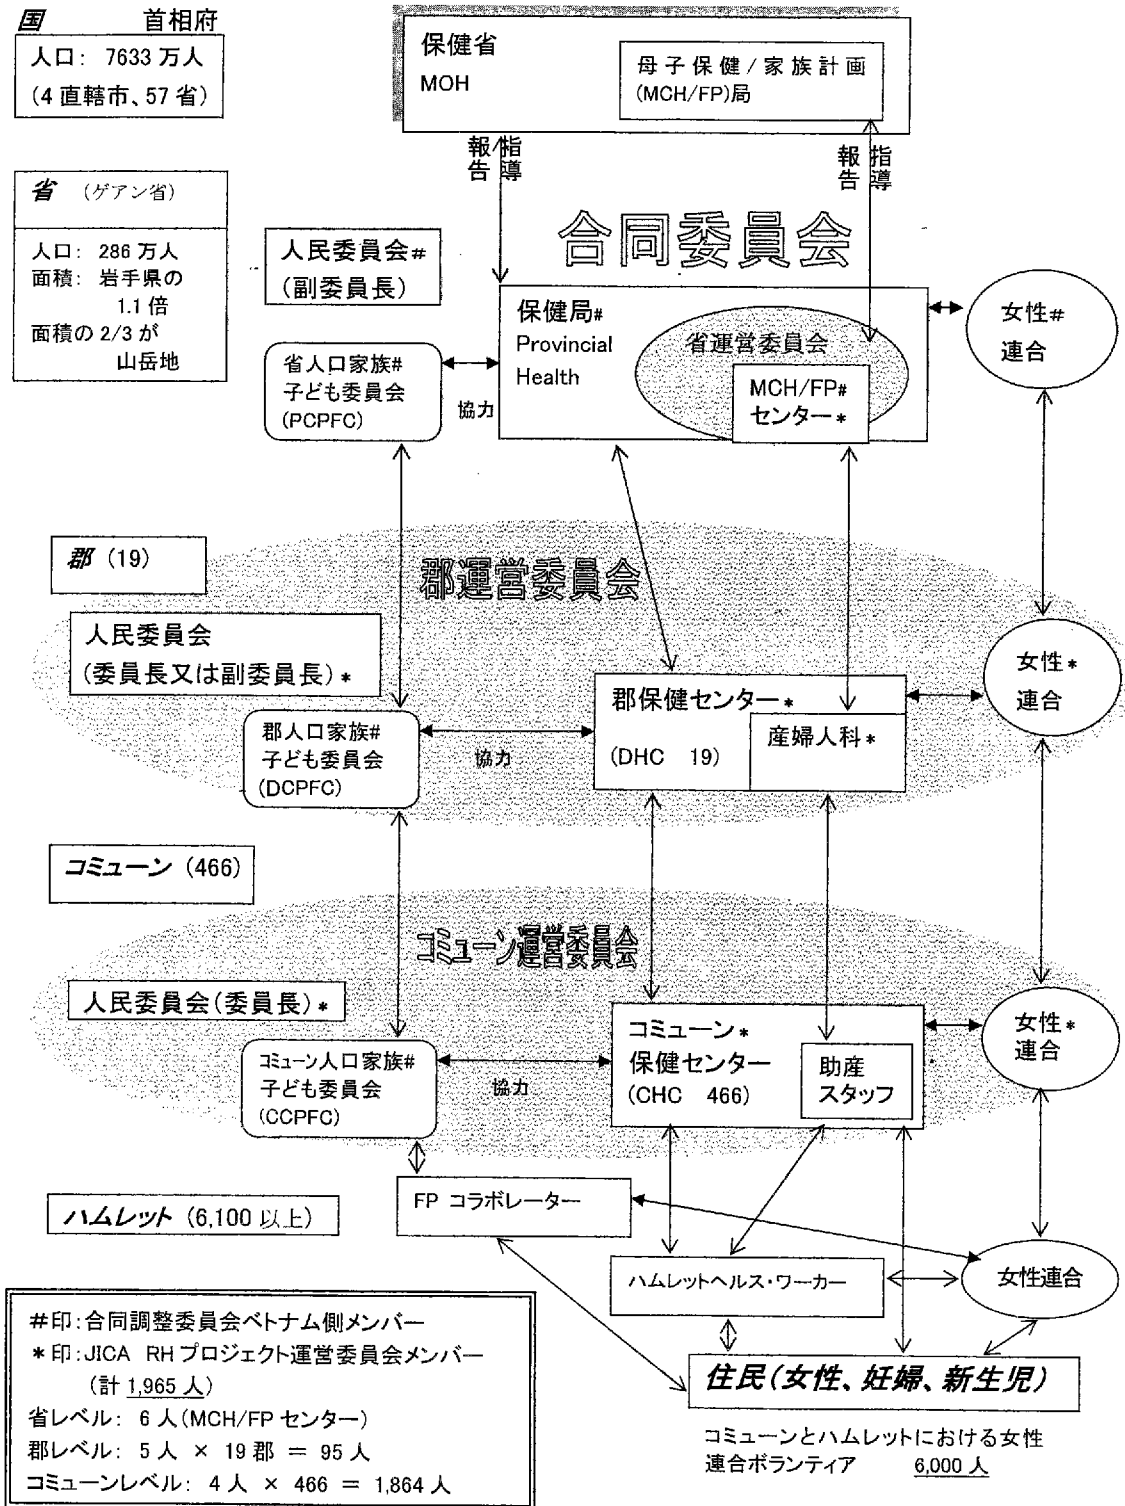 国 首相府
人口: 7633 万人
(4 直轄市、57 省)
保健省
MOH
母子保健/家族計画
(MCH/FP)局
報告/指導
報告 指導
省 (ゲアン省)
人口: 286 万人
面積: 岩手県の
1.1 倍
面積の 2/3 が
山岳地
合同委員会
人民委員会#
(副委員長)
保健局#
Provincial
Health
省運営委員会
MCH/FP#
センター*
女性#
連合
省人口家族#
子ども委員会
(PCPFC)
協力
郡 (19)
郡運営委員会
人民委員会
(委員長又は副委員長)*
女性*
連合
郡保健センター*
(DHC 19)
産婦人科*
郡人口家族#
子ども委員会
(DCPFC)
協力
コミューン (466)
コミューン運営委員会
人民委員会(委員長)*
コミューン*
保健センター
(CHC 466)
助産
スタッフ
女性*
連合
コミューン人口家族#
子ども委員会
(CCPFC)
協力
FP コラボレーター
ハムレット (6,100 以上)
ハムレットヘルス・ワーカー
女性連合
#印:合同調整委員会ベトナム側メンバー
*印:JICA RHプロジェクト運営委員会メンバー
(計 1,965 人)
省レベル: 6 人(MCH/FP センター)
郡レベル: 5 人 × 19 郡 = 95 人
コミューンレベル: 4 人 × 466 = 1,864 人
住民(女性、妊婦、新生児)
コミューンとハムレットにおける女性
連合ボランティア 6,000 人